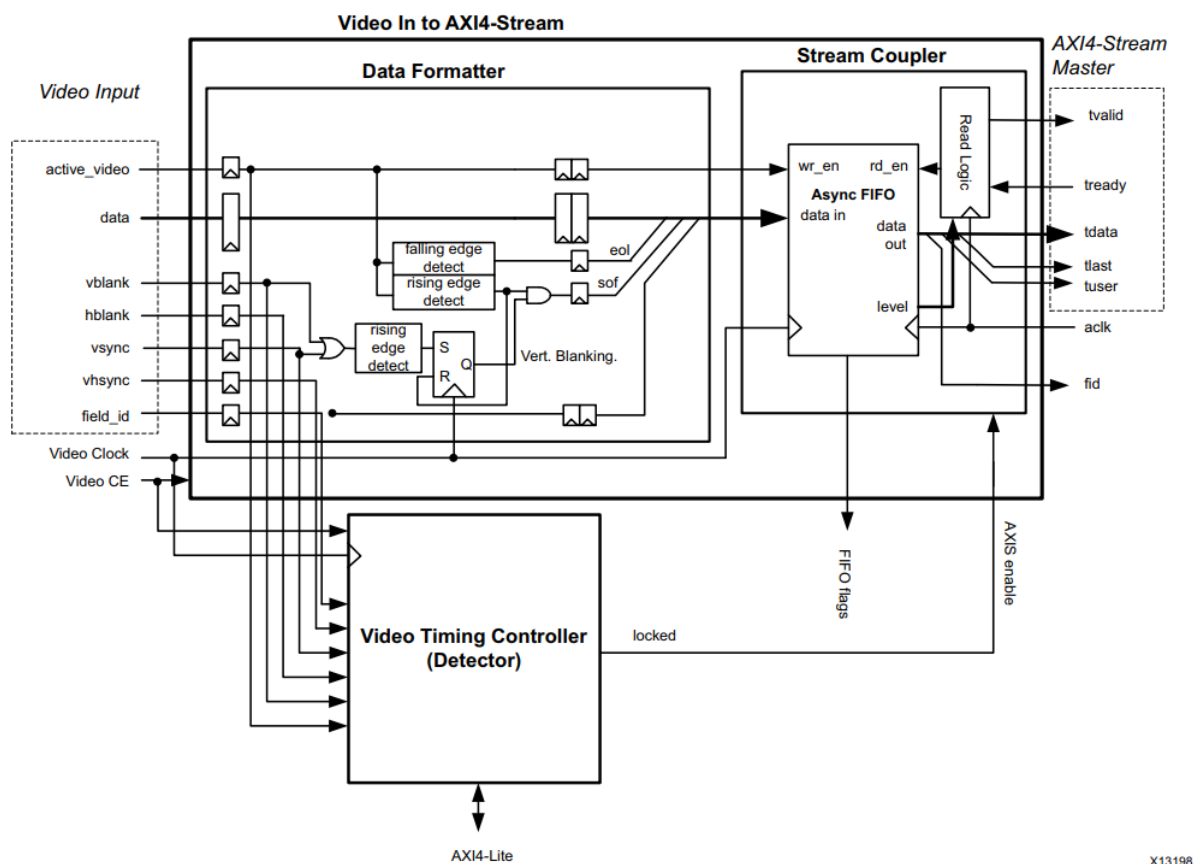 Video In to AXI4-Stream
Data Formatter
Stream Coupler
AXI4-Stream
Master
Video Input
active_video
data
vblank
hblank
vsync
vhsync
field_id
Video Clock
Video CE
falling edge
detect
rising edge
detect
eol
sof
rising
edge
detect
S
R
Q
Vert. Blanking.
wr_en
rd_en
Async FIFO
data in
data
out
level
Read Logic
tvalid
tready
tdata
tlast
tuser
aclk
fid
FIFO flags
AXIS enable
Video Timing Controller
(Detector)
locked
AXI4-Lite
X13198